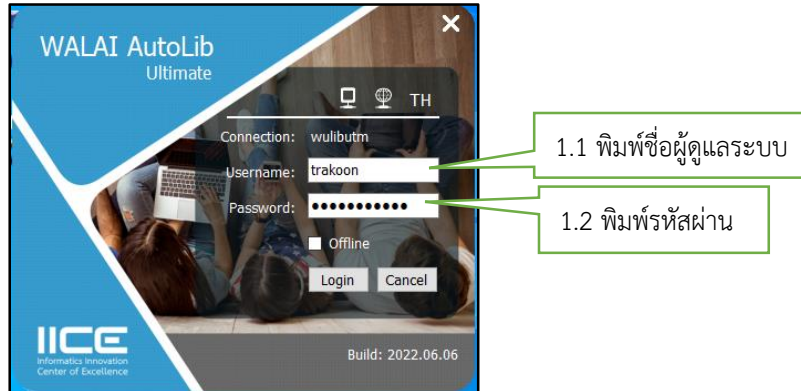 WALAI AutoLib
Ultimate
TH
Connection: wulibutm
Username: trakoon
Password: ●●●●●●●●●●●
Offline
Login Cancel
IICE
Informatics Innovation
Center of Excellence
Build: 2022.06.06
1.1 พิมพ์ชื่อผู้ดูแลระบบ
1.2 พิมพ์รหัสผ่าน